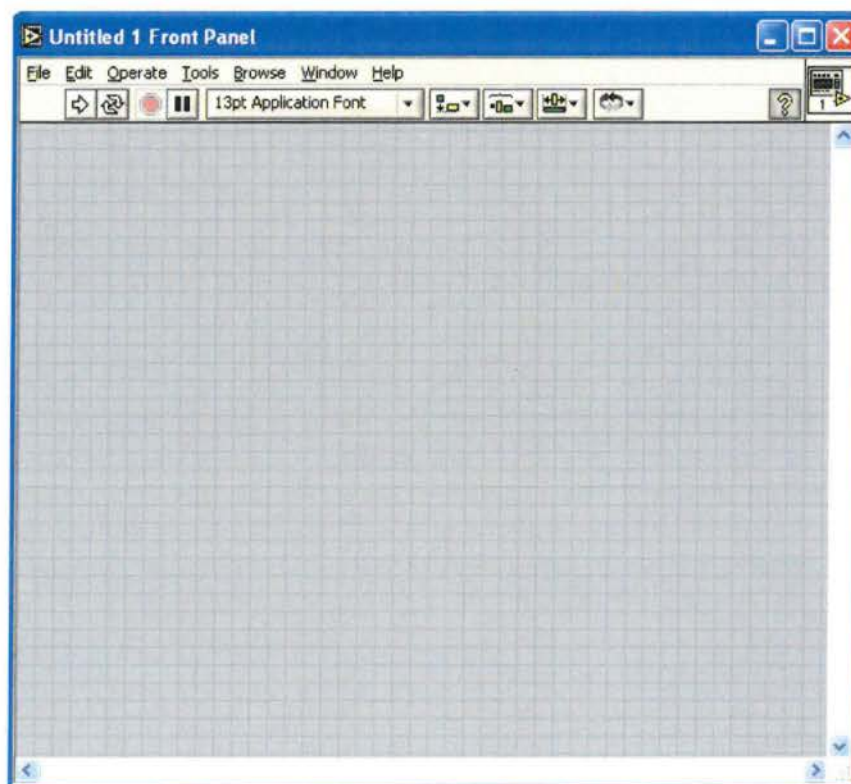 Untitled 1 Front Panel
File Edit Operate Tools Browse Window Help
13pt Application Font
?
1